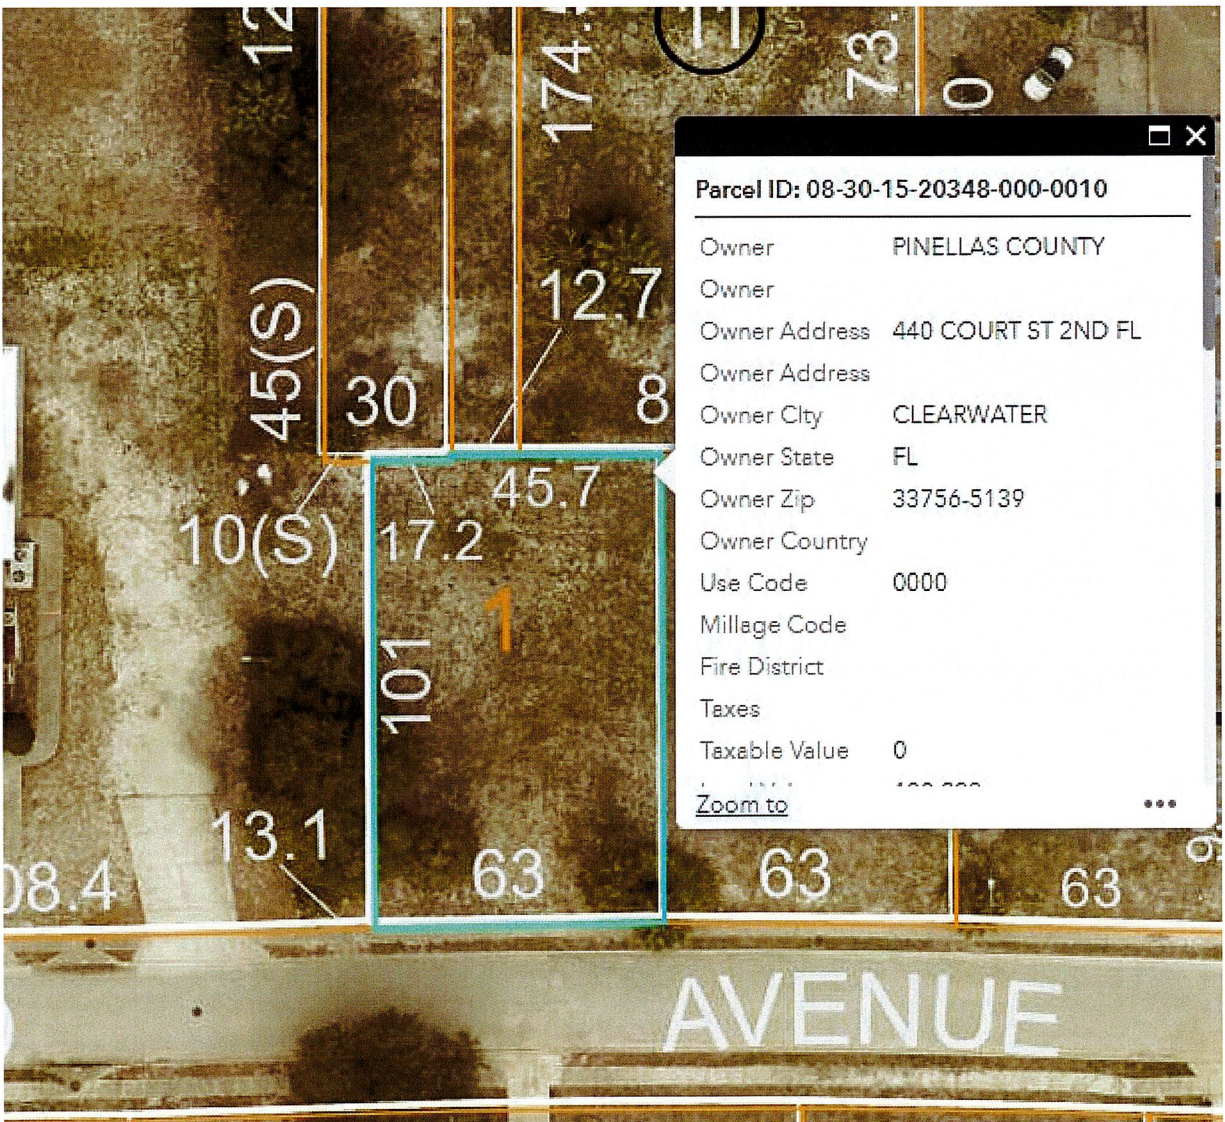 12
174.
73.
0
Parcel ID: 08-30-15-20348-000-0010
Owner PINELLAS COUNTY
Owner
Owner Address 440 COURT ST 2ND FL
Owner Address
Owner City CLEARWATER
Owner State FL
Owner Zip 33756-5139
Owner Country
Use Code 0000
Millage Code
Fire District
Taxes
Taxable Value 0
Zoom to
12.7
45(S)
30
8
45.7
10(S)
17.2
1
101
13.1
08.4
63
63
63
AVENUE